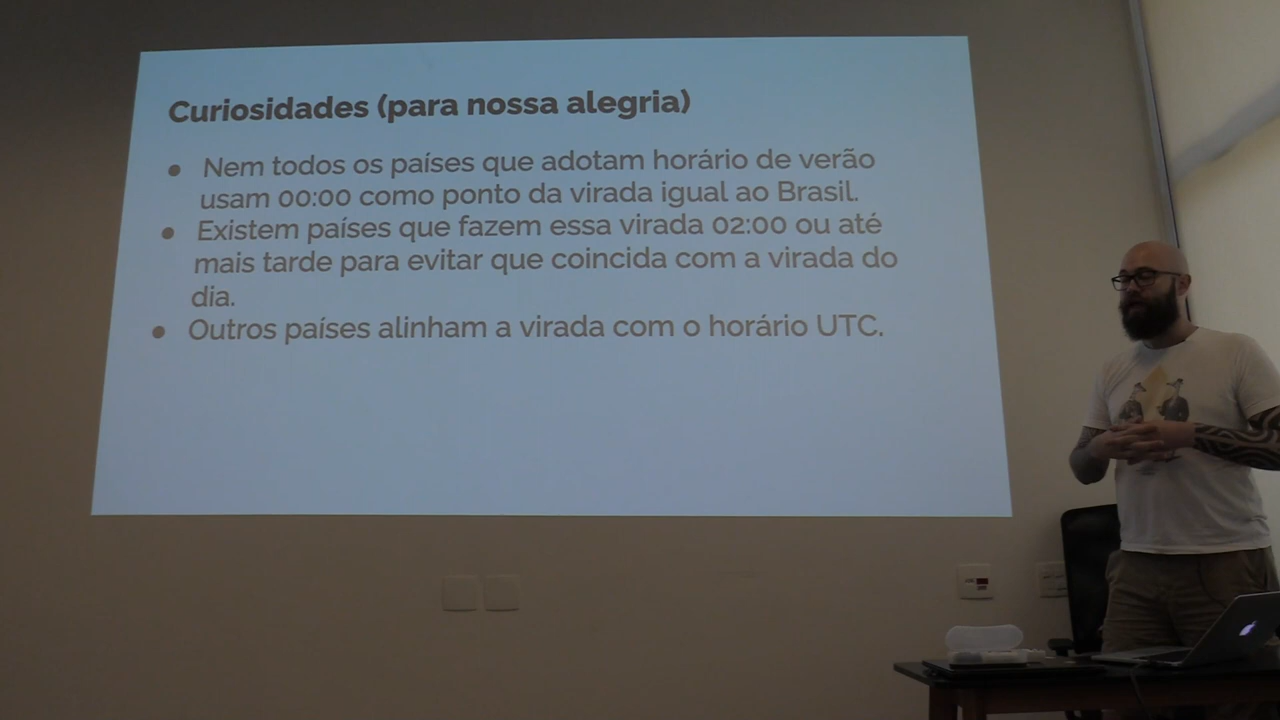 Curiosidades (para nossa alegria)
● Nem todos os países que adotam horário de verão
usam 00:00 como ponto da virada igual ao Brasil.
● Existem países que fazem essa virada 02:00 ou até
mais tarde para evitar que coincida com a virada do
dia.
● Outros países alinham a virada com o horário UTC.